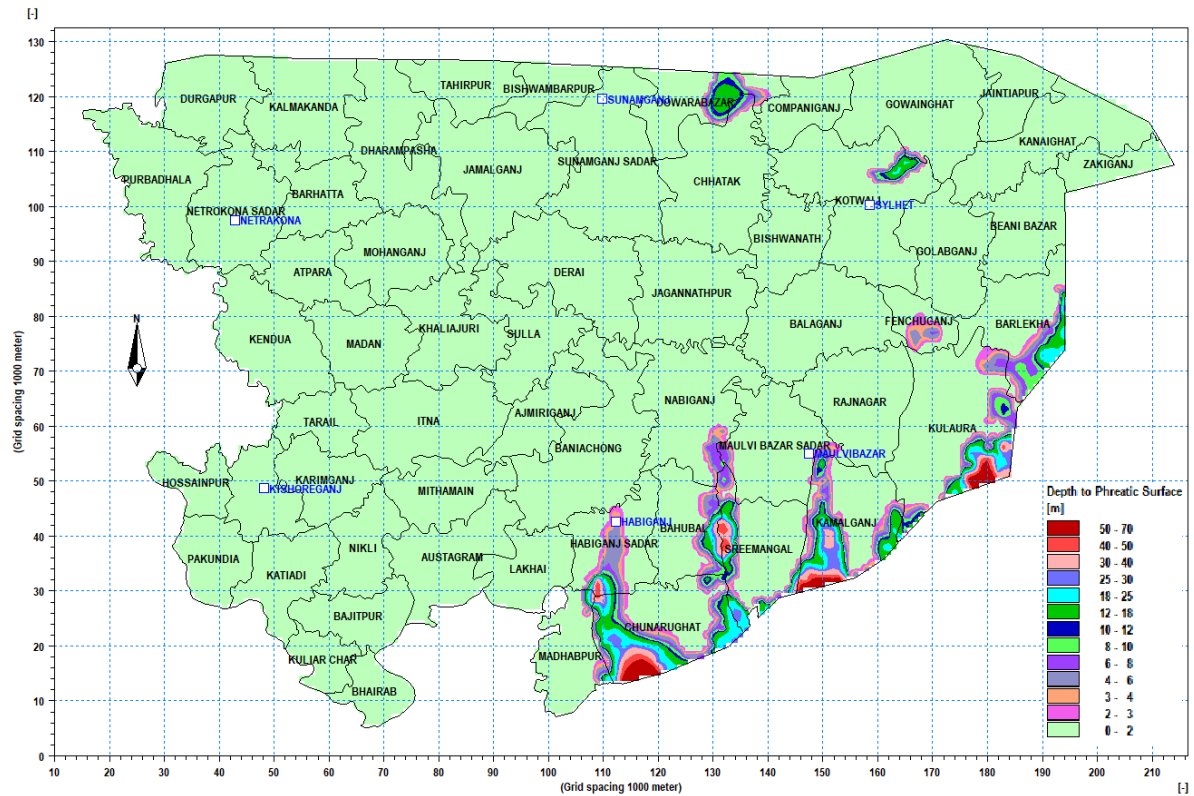 [-]
130
120
110
100
90
80
70
60
50
40
30
20
10
0
(Grid spacing 1000 meter)
DURGAPUR
KALMAKANDA
TAHIRPUR
BISHWAMBARPUR
SUNAMGANJ
DOWARABAZAR
COMPANIGANJ
GOWAINGHAT
JAINTIAPUR
KANAIGHAT
ZAKIGANJ
DHARAMPASHA
JAMALGANJ
SUNAMGANJ SADAR
CHHATAK
PURBADHALA
BARHATTA
NETROKONA SADAR
NETRAKONA
KOTWALI
SYLHET
MOHANGANJ
BISHWANATH
GOLABGANJ
BEANI BAZAR
ATPARA
DERAI
JAGANNATHPUR
KENDUA
MADAN
KHALIAJURI
SULLA
BALAGANJ
FENCHUGANJ
BARLEKHA
N
TARAIL
ITNA
AJMIRIGANJ
NABIGANJ
RAJNAGAR
KULAURA
BANIACHONG
MAULVI BAZAR SADAR
MAULVIBAZAR
HOSSAINPUR
KARIMGANJ
KISHOREGANJ
MITHAMAIN
HABIGANJ
BAHUBAL
KAMALGANJ
PAKUNDIA
NIKLI
AUSTAGRAM
HABIGANJ SADAR
SREEMANGAL
KATIADI
LAKHAI
BAJITPUR
CHUNARUGHAT
KULIAR CHAR
MADHABPUR
BHAIRAB
Depth to Phreatic Surface
[m]
50 - 70
40 - 50
30 - 40
25 - 30
18 - 25
12 - 18
10 - 12
8 - 10
6 - 8
4 - 6
3 - 4
2 - 3
0 - 2
10 20 30 40 50 60 70 80 90 100 110 120 130 140 150 160 170 180 190 200 210
(Grid spacing 1000 meter)
[-]